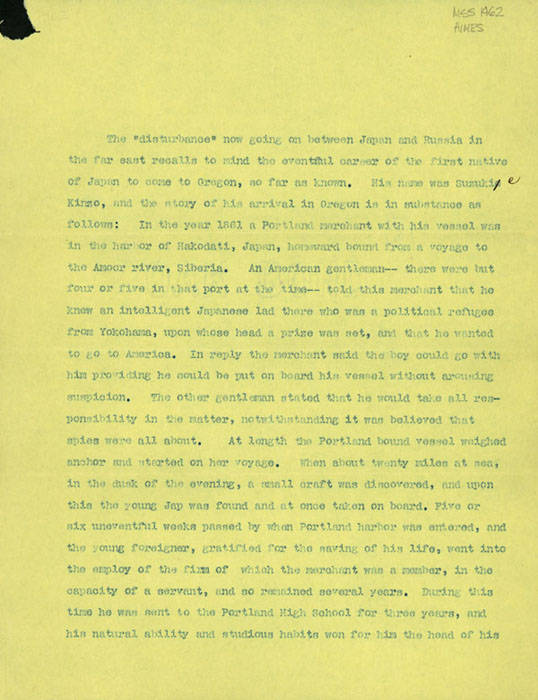 MSS 1462
AIMES
The "disturbance" now going on between Japan and Russia in
the far east recalls to mind the eventful career of the first native
of Japan to come to Oregon, so far as known. His name was Suzuki, e
Kinzo, and the story of his arrival in Oregon is in substance as
follows: In the year 1861 a Portland merchant with his vessel was
in the harbor of Hakodati, Japan, homeward bound from a voyage to
the Amoor river, Siberia. An American gentleman-- there were but
four or five in that port at the time-- told this merchant that he
knew an intelligent Japanese lad there who was a political refugee
from Yokohama, upon whose head a prize was set, and that he wanted
to go to America. In reply the merchant said the boy could go with
him providing he could be put on board his vessel without arousing
suspicion. The other gentleman stated that he would take all res-
ponsibility in the matter, notwithstanding it was believed that
spies were all about. At length the Portland bound vessel weighed
anchor and started on her voyage. When about twenty miles at sea,
in the dusk of the evening, a small craft was discovered, and upon
this the young Jap was found and at once taken on board. Five or
six uneventful weeks passed by when Portland harbor was entered, and
the young foreigner, gratified for the saving of his life, went into
the employ of the firm of which the merchant was a member, in the
capacity of a servant, and so remained several years. During this
time he was sent to the Portland High School for three years, and
his natural ability and studious habits won for him the head of his